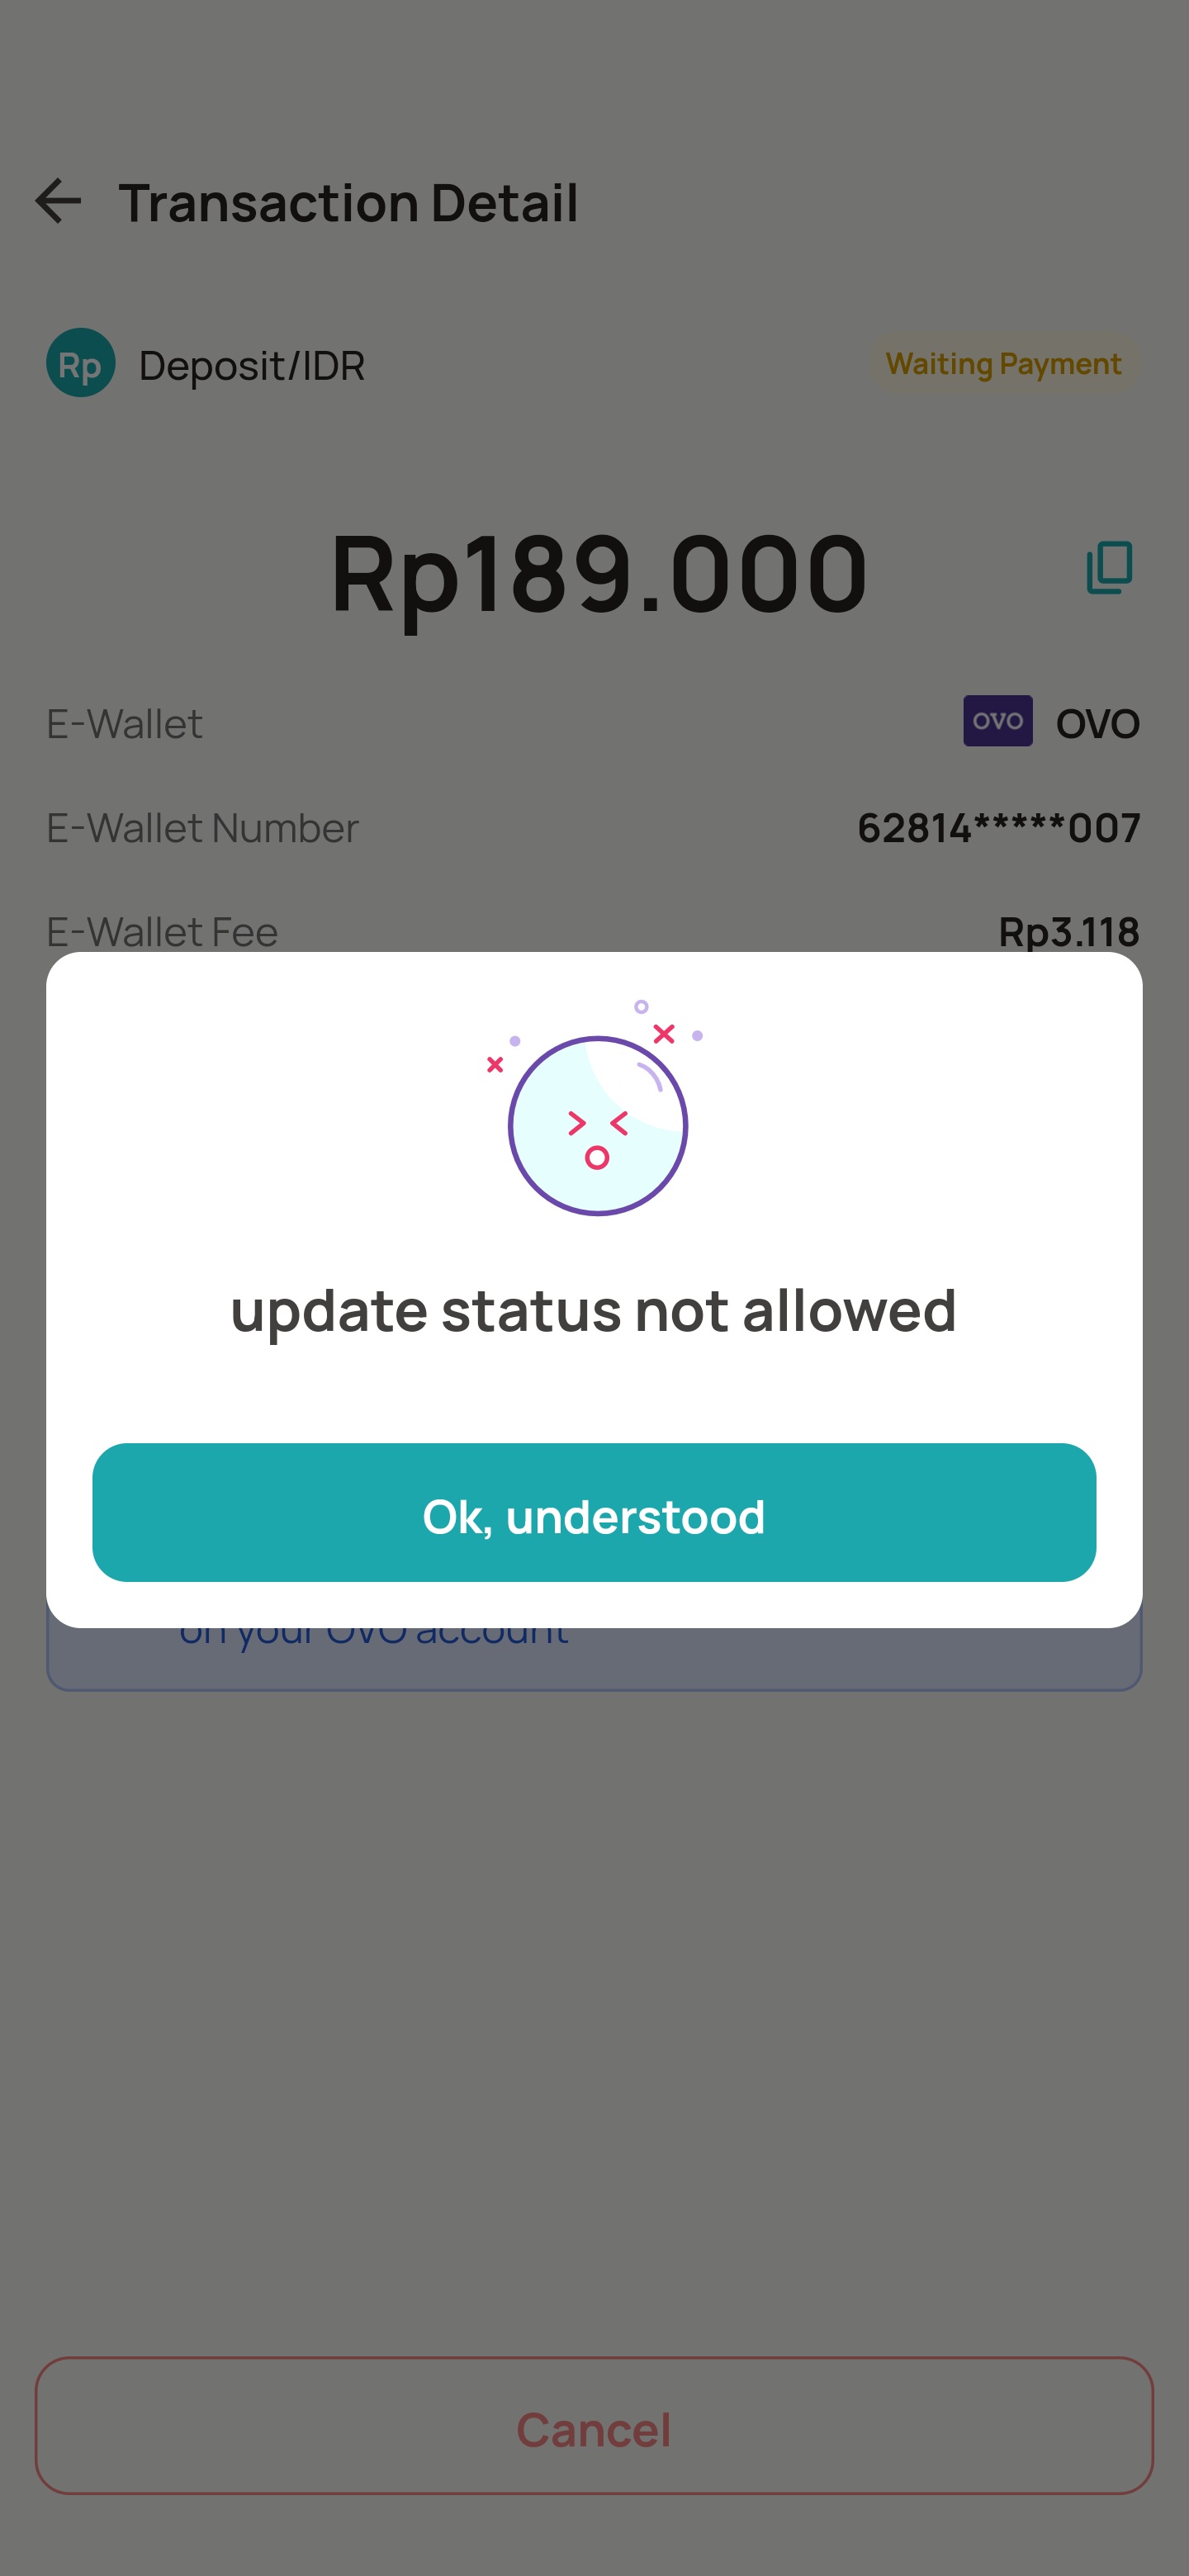 Transaction Detail
Rp Deposit/IDR Waiting Payment
Rp189.000
E-Wallet OVO OVO
E-Wallet Number 62814*****007
E-Wallet Fee Rp3.118
update status not allowed
Ok, understood
on your OVO account
Cancel